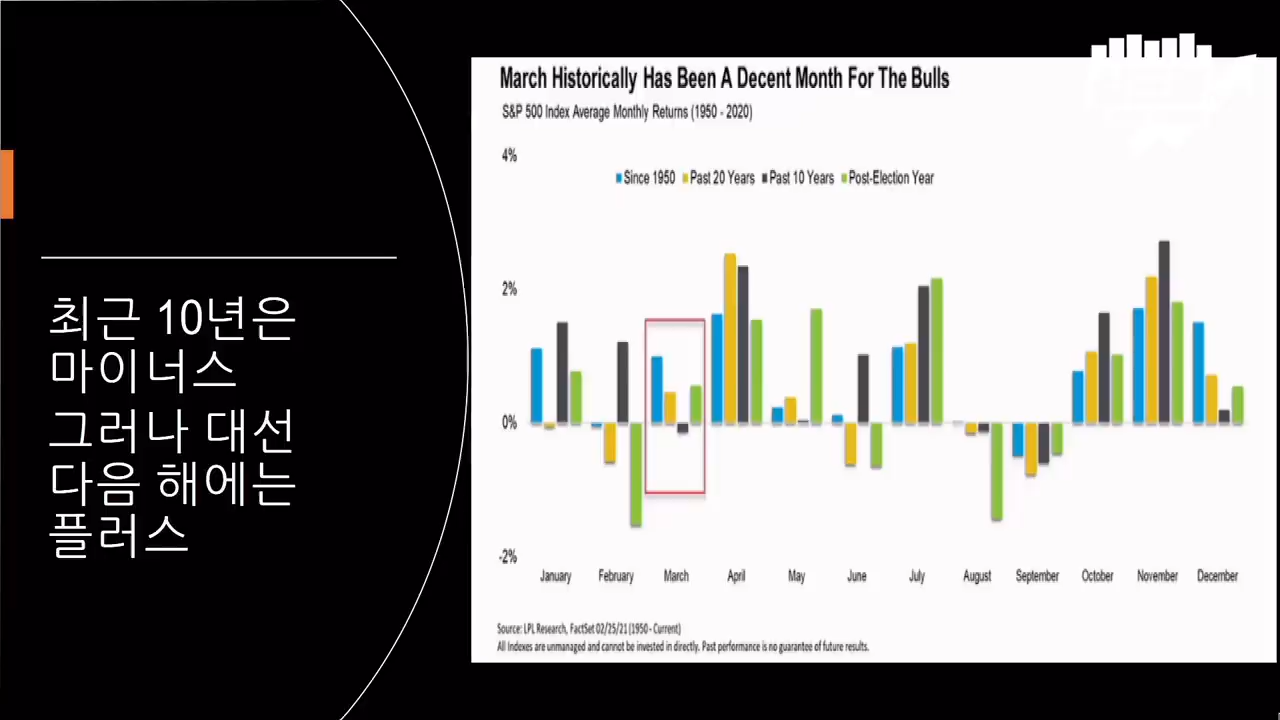 최근 10년은
마이너스
그러나 대선
다음 해에는
플러스
March Historically Has Been A Decent Month For The Bulls
S&P 500 Index Average Monthly Returns (1950 - 2020)
4%
Since 1950 Past 20 Years Past 10 Years Post-Election Year
2%
0%
-2%
January February March April May June July August September October November December
Source: LPL Research, FactSet 02/25/21 (1950 - Current)
All Indexes are unmanaged and cannot be invested in directly. Past performance is no guarantee of future results.